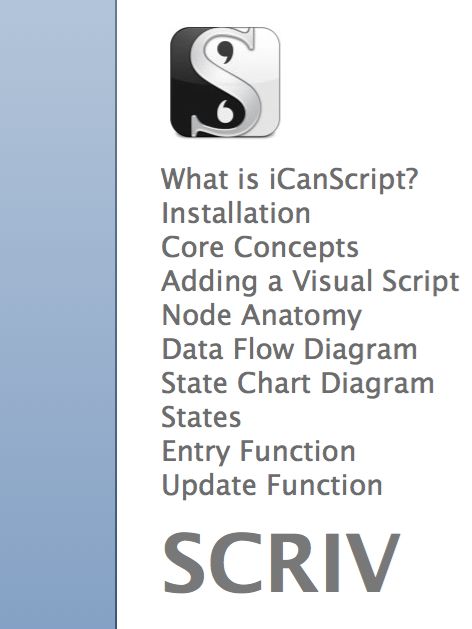 What is iCanScript?
Installation
Core Concepts
Adding a Visual Script
Node Anatomy
Data Flow Diagram
State Chart Diagram
States
Entry Function
Update Function
SCRIV